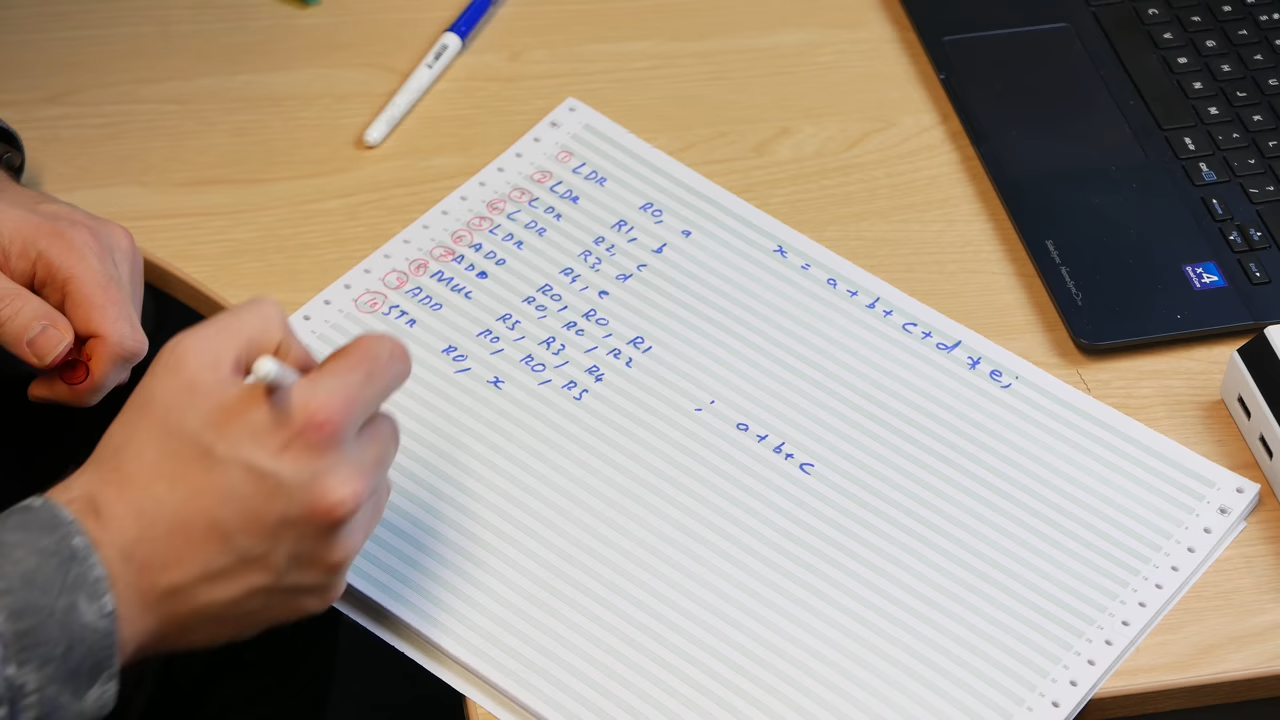 ① LDR R0, a
② LDR R1, b
③ LDR R2, c
④ LDR R3, d
⑤ LDR R4, e
⑥ ADD R0, R0, R1
⑦ ADD R0, R0, R2
⑧ MUL R5, R3, R4
⑨ ADD R0, R0, R5
⑩ STR R0, x
x = a + b + c + d * e;
; a + b + c
x4